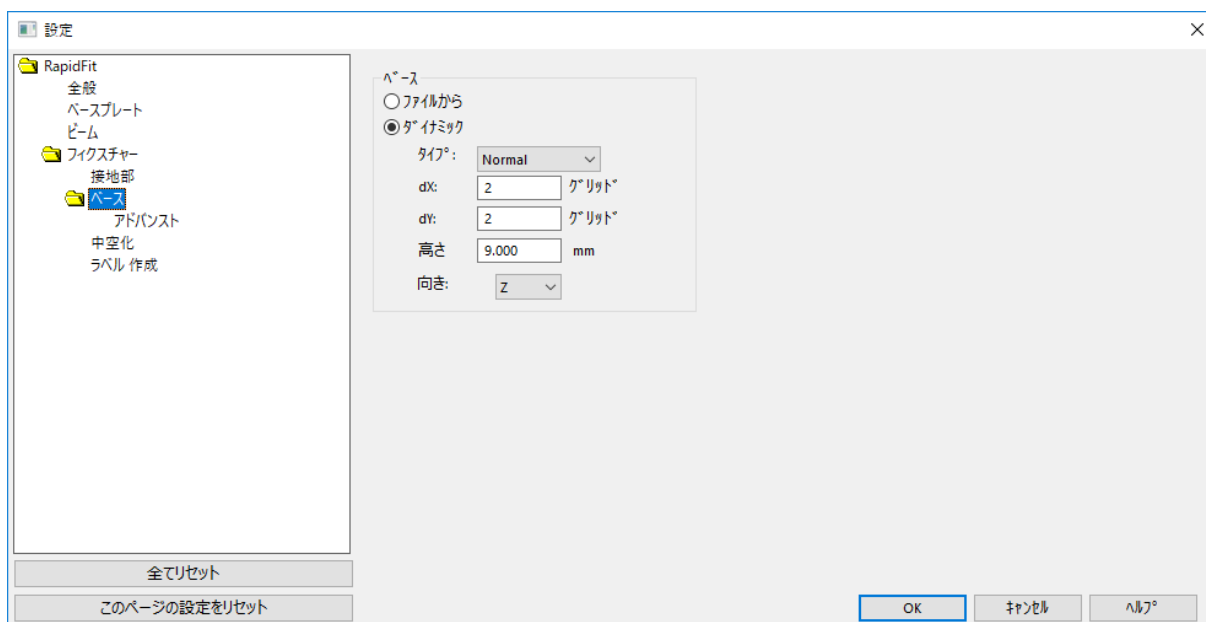 設定
RapidFit
全般
ベースプレート
ビーム
フィクスチャー
接地部
ベース
アドバンスト
中空化
ラベル 作成
全てリセット
このページの設定をリセット
ﾍﾞｰｽ
ﾌｧｲﾙから
ﾀﾞｲﾅﾐｯｸ
ﾀｲﾌﾟ: Normal
dX: 2 ｸﾞﾘｯﾄﾞ
dY: 2 ｸﾞﾘｯﾄﾞ
高さ 9.000 mm
向き: Z
OK ｷｬﾝｾﾙ ﾍﾙﾌﾟ